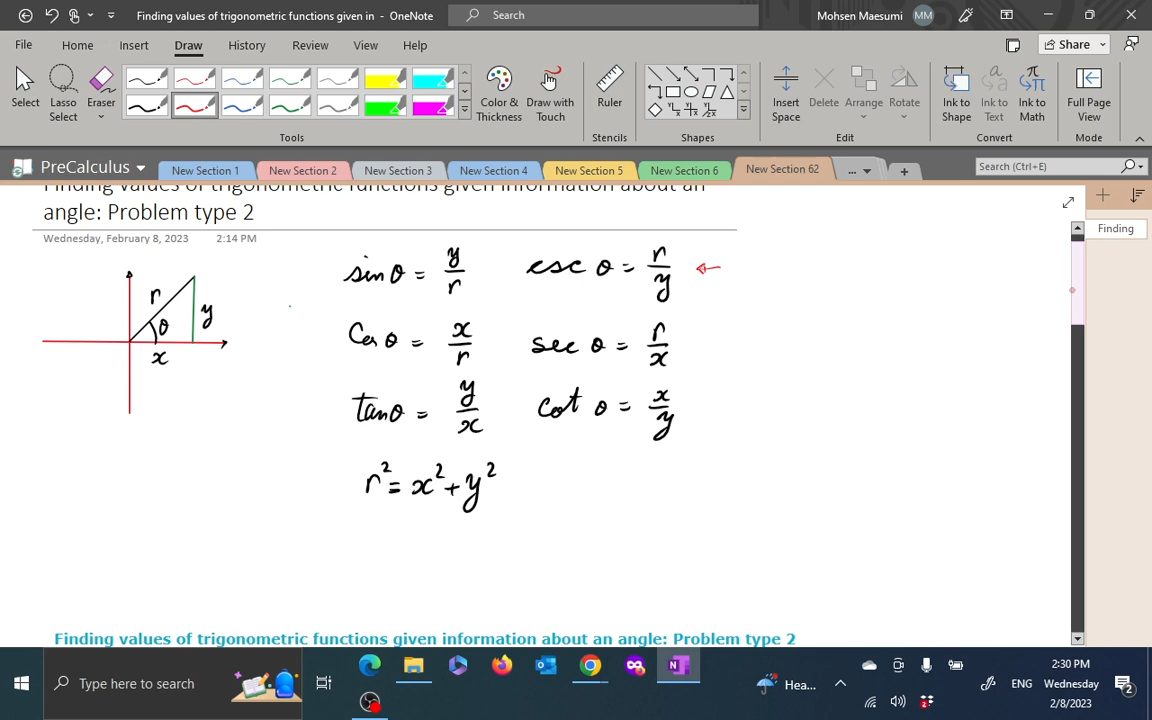 Finding values of trigonometric functions given in - OneNote
Search
Mohsen Maesumi MM
File Home Insert Draw History Review View Help
Share
Select Lasso Select Eraser
Color & Thickness Draw with Touch Ruler
Insert Space Delete Arrange Rotate
Ink to Shape Ink to Text Ink to Math Full Page View
Tools Stencils Shapes Edit Convert Mode
PreCalculus New Section 1 New Section 2 New Section 3 New Section 4 New Section 5 New Section 6 New Section 62 ...
Search (Ctrl+E)
Finding values of trigonometric functions given information about an
angle: Problem type 2
Wednesday, February 8, 2023 2:14 PM
Finding
r θ y x
sin θ = y/r csc θ = r/y
Cos θ = x/r sec θ = r/x
tan θ = y/x cot θ = x/y
r² = x² + y²
Finding values of trigonometric functions given information about an angle: Problem type 2
Type here to search
Hea... ENG 2:30 PM
Wednesday
2/8/2023
2